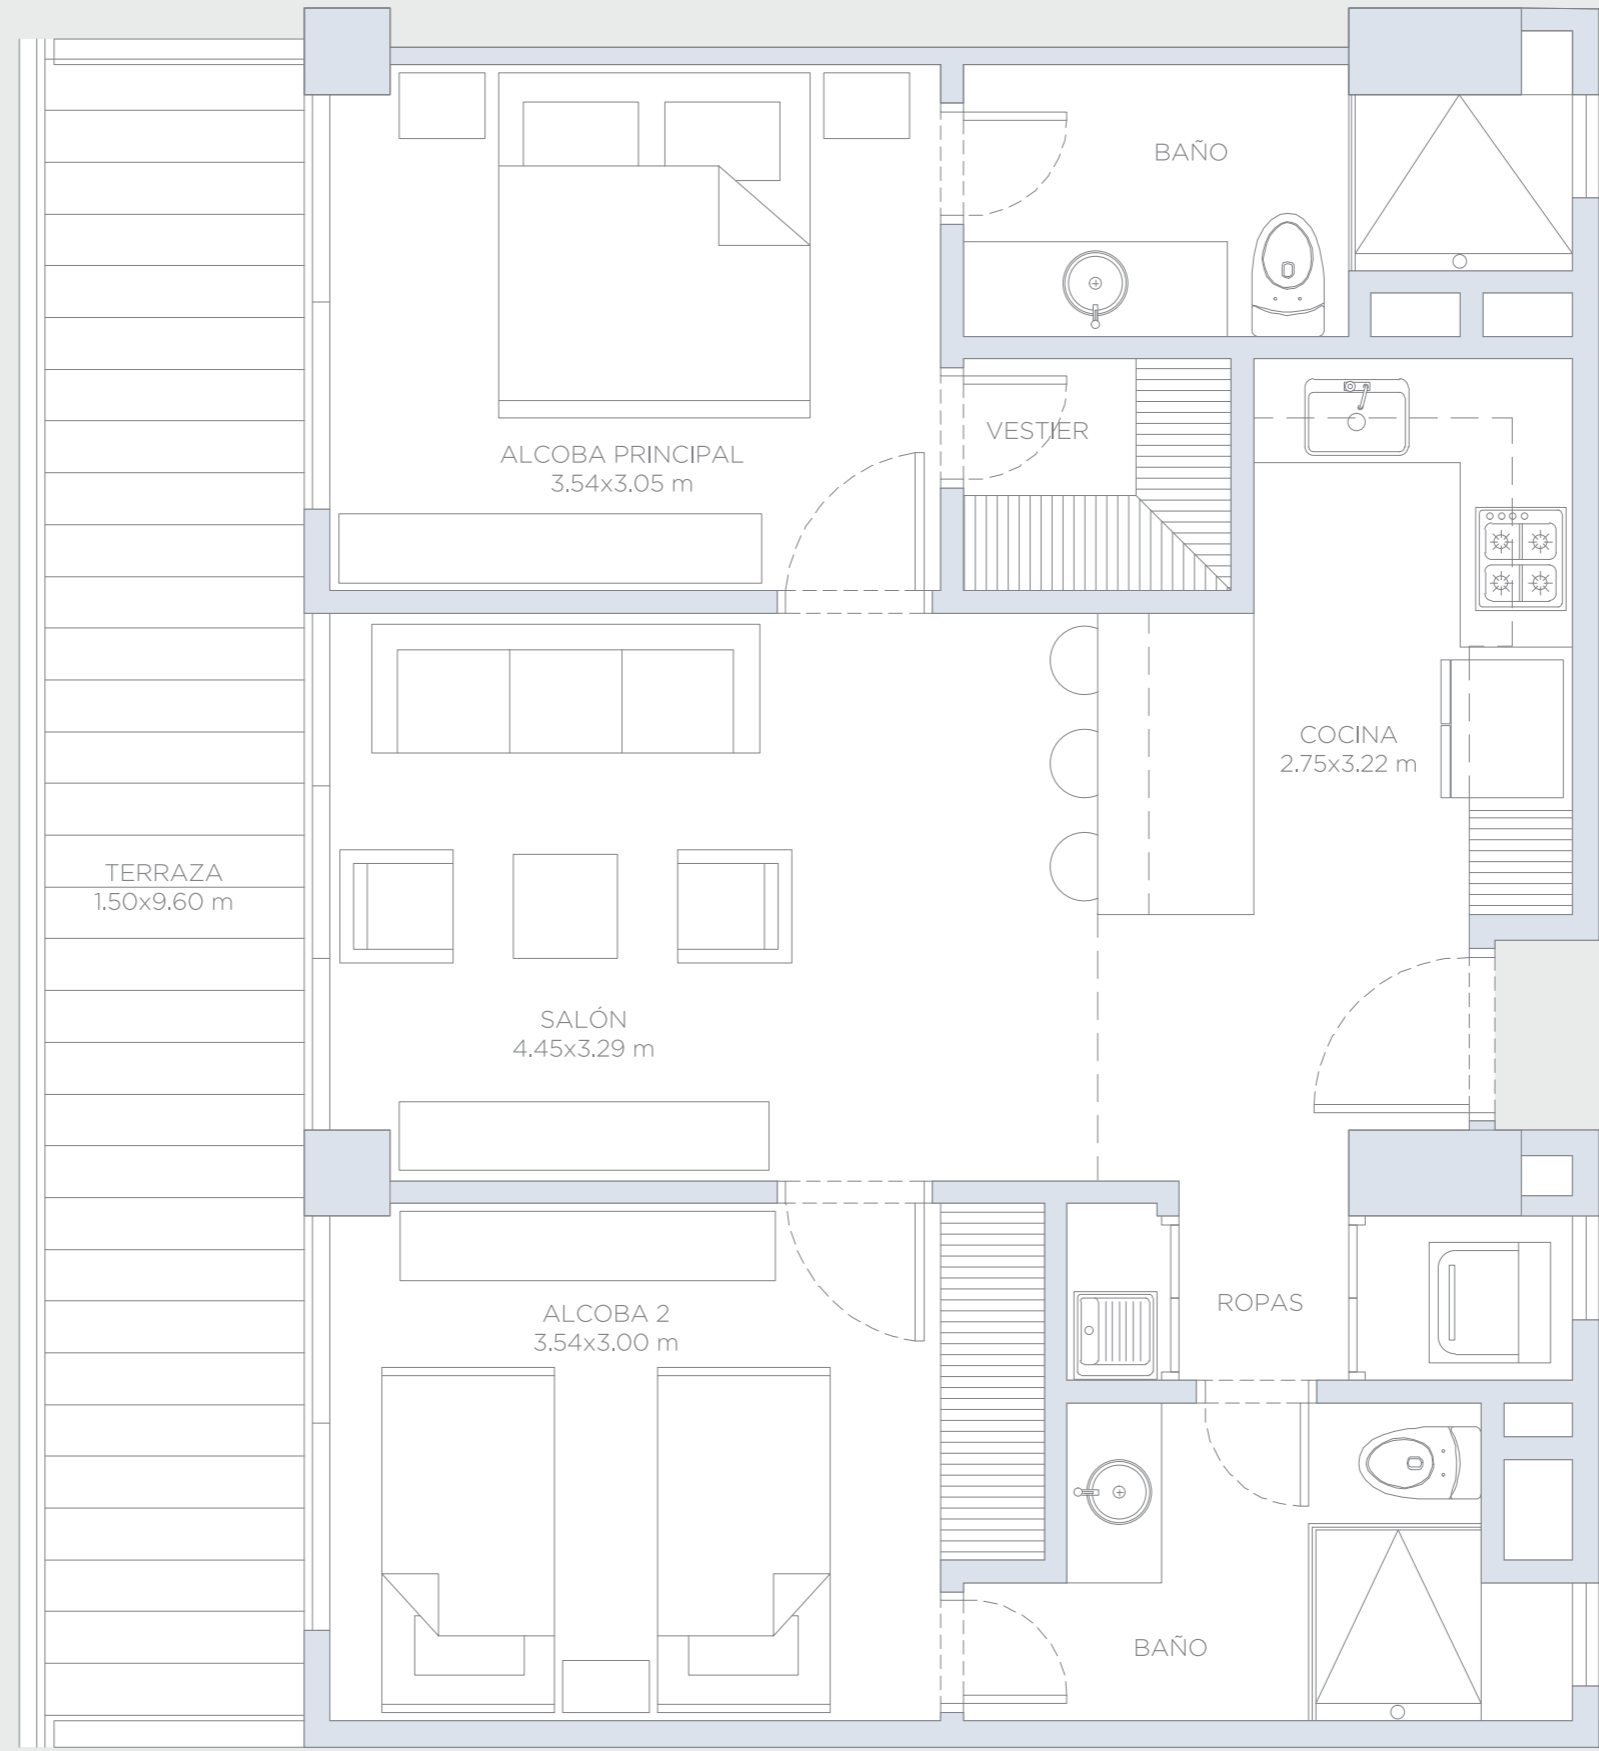 BAÑO
VESTIER
ALCOBA PRINCIPAL
3.54x3.05 m
COCINA
2.75x3.22 m
TERRAZA
1.50x9.60 m
SALÓN
4.45x3.29 m
ROPAS
ALCOBA 2
3.54x3.00 m
BAÑO